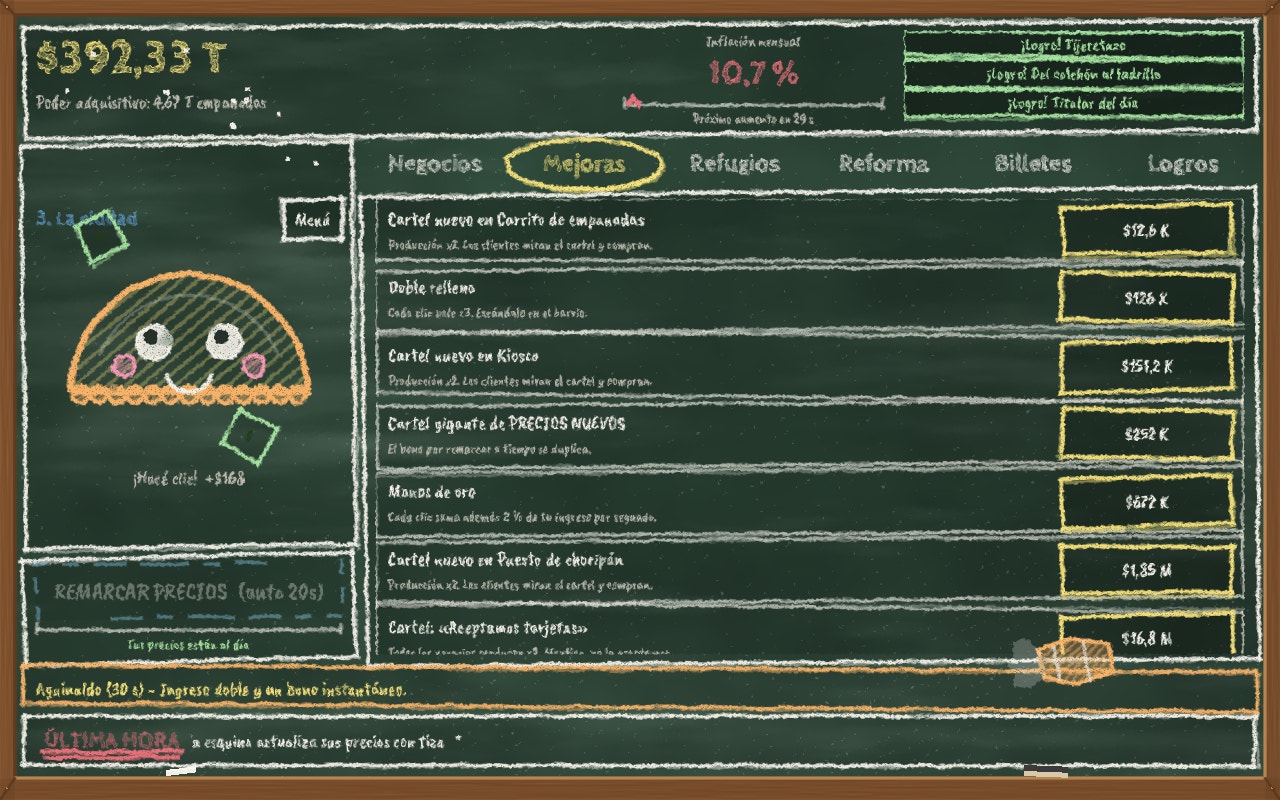 $392,33 T
Poder adquisitivo: 4,67 T empanadas
Inflación mensual
10,7 %
Próximo aumento en 29 s
¡Logro! Tijeretazo
¡Logro! Del colchón al ladrillo
¡Logro! Titular del día
Negocios Mejoras Refugios Reforma Billetes Logros
3. La ciudad
Menú
¡Hacé clic! +$168
REMARCAR PRECIOS (auto 20s)
Tus precios están al día
Cartel nuevo en Carrito de empanadas
Producción x2. Los clientes miran el cartel y compran.
$12,6 K
Doble relleno
Cada clic vale x3. Escándalo en el barrio.
$126 K
Cartel nuevo en Kiosco
Producción x2. Los clientes miran el cartel y compran.
$151,2 K
Cartel gigante de PRECIOS NUEVOS
El bono por remarcar a tiempo se duplica.
$252 K
Manos de oro
Cada clic suma además 2 % de tu ingreso por segundo.
$672 K
Cartel nuevo en Puesto de choripán
Producción x2. Los clientes miran el cartel y compran.
$1,85 M
Cartel: «Aceptamos tarjetas»
$16,8 M
Aguinaldo (30 s) - Ingreso doble y un bono instantáneo.
ÚLTIMA HORA a esquina actualiza sus precios con tiza *